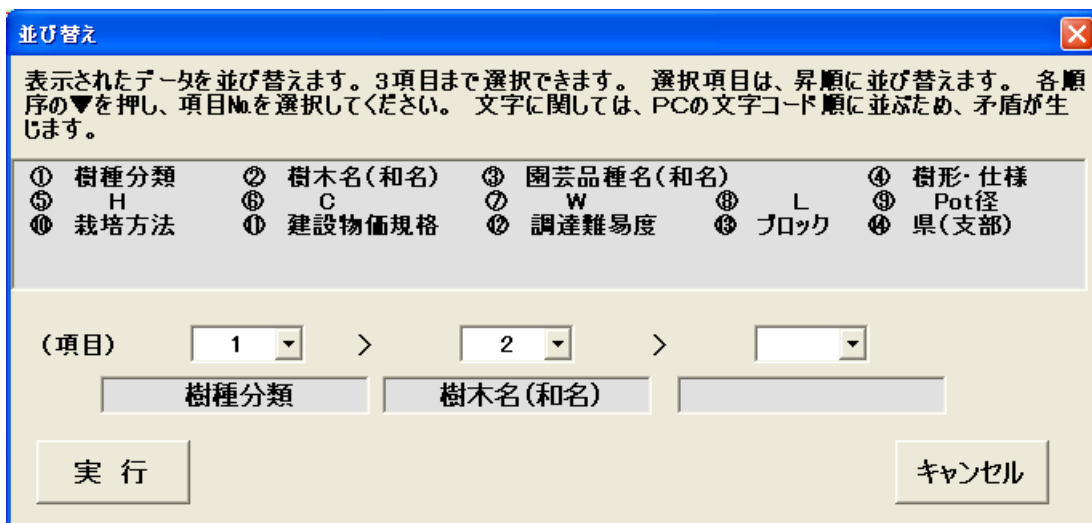 並び替え
表示されたデータを並び替えます。3項目まで選択できます。 選択項目は、昇順に並び替えます。 各順
序の▼を押し、項目№を選択してください。 文字に関しては、PCの文字コード順に並ぶため、矛盾が生
じます。
① 樹種分類 ② 樹木名(和名) ③ 園芸品種名(和名) ④ 樹形・仕様
⑤ H ⑥ C ⑦ W ⑧ L ⑨ Pot径
⑩ 栽培方法 ⑪ 建設物価規格 ⑫ 調達難易度 ⑬ ブロック ⑭ 県(支部)
(項目) 1 > 2 >
樹種分類 樹木名(和名)
実 行 キャンセル